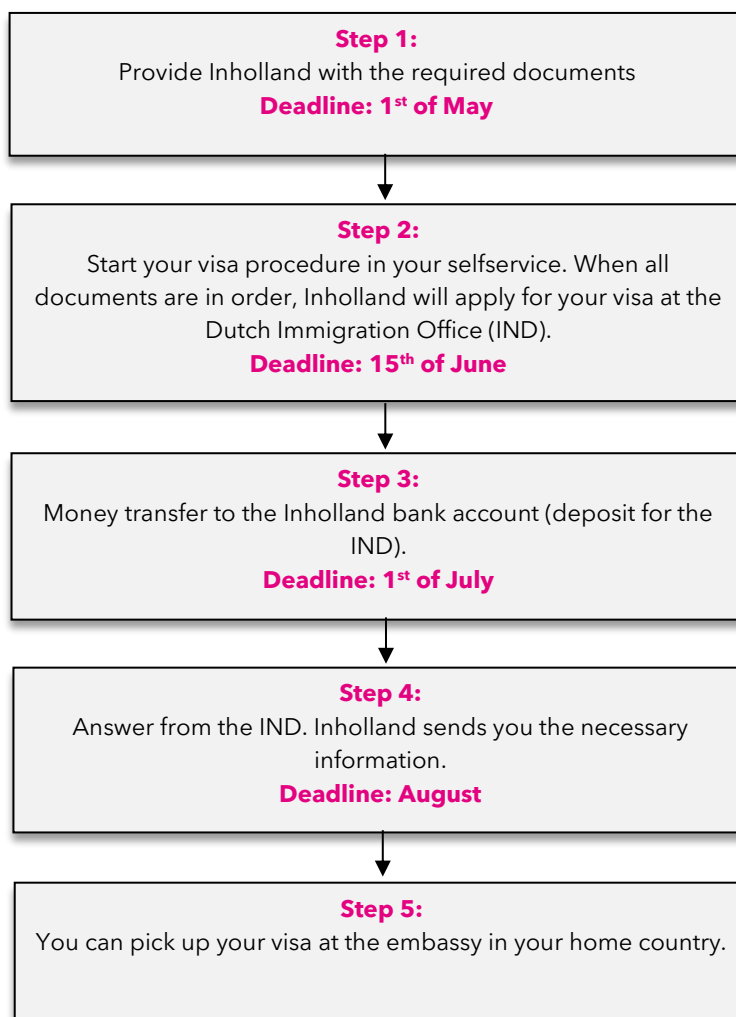 Step 1:
Provide Inholland with the required documents
Deadline: 1st of May
Step 2:
Start your visa procedure in your selfservice. When all
documents are in order, Inholland will apply for your visa at the
Dutch Immigration Office (IND).
Deadline: 15th of June
Step 3:
Money transfer to the Inholland bank account (deposit for the
IND).
Deadline: 1st of July
Step 4:
Answer from the IND. Inholland sends you the necessary
information.
Deadline: August
Step 5:
You can pick up your visa at the embassy in your home country.